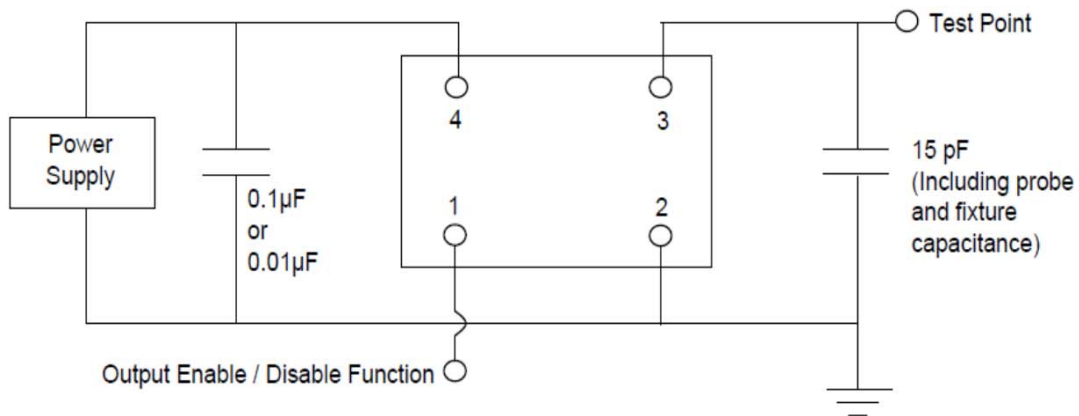 Test Point
4
3
Power
Supply
0.1µF
or
0.01µF
1
2
15 pF
(Including probe
and fixture
capacitance)
Output Enable / Disable Function